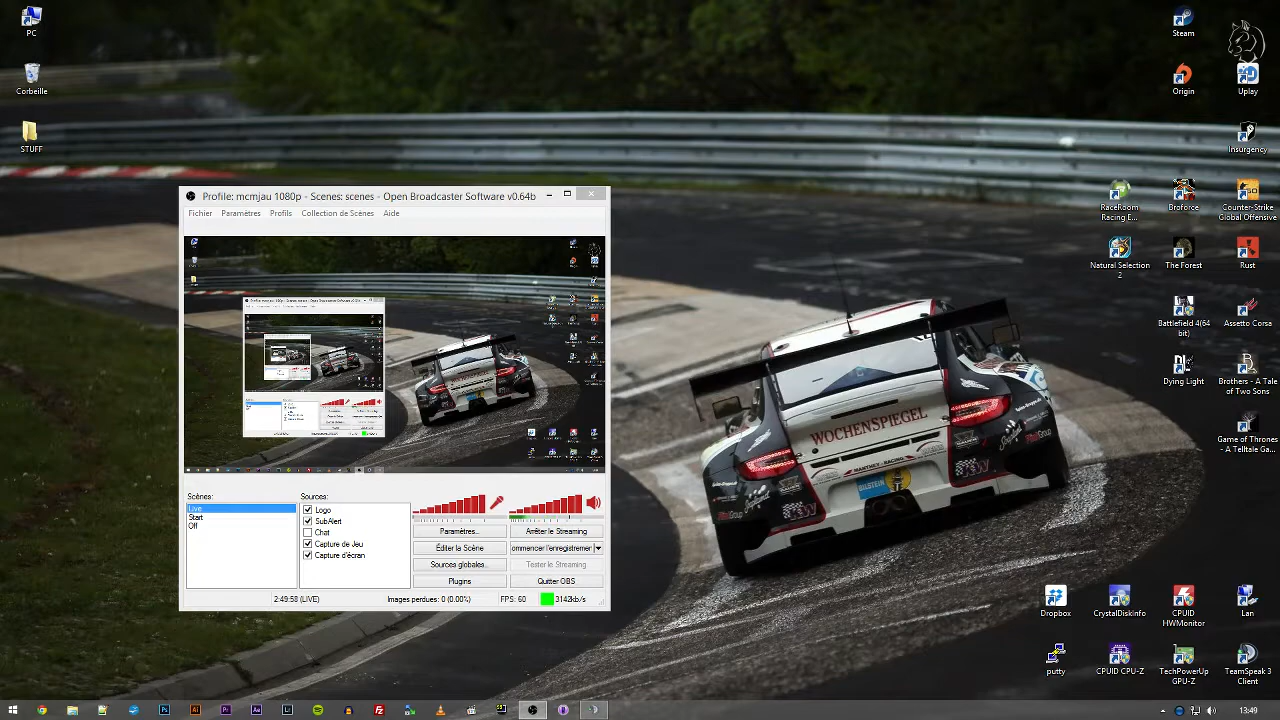 PC
Corbeille
STUFF
Steam
Origin
Uplay
Insurgency
RaceRoom
Racing E...
Broforce
Counter-Strike
Global Offensive
Natural Selection
2
The Forest
Rust
Battlefield 4(64
bit)
Assetto Corsa
Dying Light
Brothers - A Tale
of Two Sons
Game of Thrones
- A Telltale Ga...
Profile: mcmjau 1080p - Scenes: scenes - Open Broadcaster Software v0.64b
Fichier Paramètres Profils Collection de Scènes Aide
Scènes:
Live
Start
Off
Sources:
Logo
SubAlert
Chat
Capture de Jeu
Capture d'écran
Paramètres...
Arrêter le Streaming
Éditer la Scène
ommencer l'enregistremer
Sources globales...
Tester le Streaming
Plugins
Quitter OBS
2:49:58 (LIVE)
Images perdues: 0 (0.00%)
FPS: 60
3142kb/s
WOCHENSPIEGEL
MANTHEY-RACING
BILSTEIN
Dropbox
CrystalDiskInfo
CPUID
HWMonitor
Lan
putty
CPUID CPU-Z
TechPowerUp
GPU-Z
TeamSpeak 3
Client
13:49